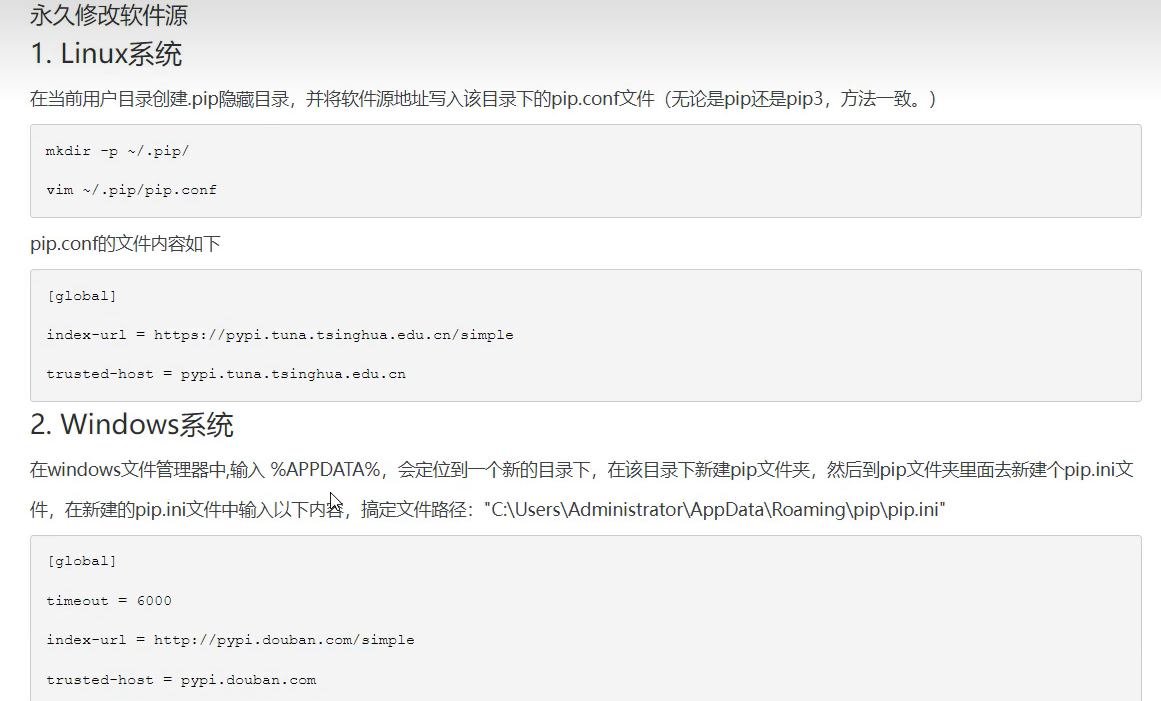 永久修改软件源
1. Linux系统
在当前用户目录创建.pip隐藏目录，并将软件源地址写入该目录下的pip.conf文件（无论是pip还是pip3，方法一致。）
mkdir -p ~/.pip/
vim ~/.pip/pip.conf
pip.conf的文件内容如下
[global]
index-url = https://pypi.tuna.tsinghua.edu.cn/simple
trusted-host = pypi.tuna.tsinghua.edu.cn
2. Windows系统
在windows文件管理器中,输入 %APPDATA%，会定位到一个新的目录下，在该目录下新建pip文件夹，然后到pip文件夹里面去新建个pip.ini文
件，在新建的pip.ini文件中输入以下内容，搞定文件路径："C:\Users\Administrator\AppData\Roaming\pip\pip.ini"
[global]
timeout = 6000
index-url = http://pypi.douban.com/simple
trusted-host = pypi.douban.com